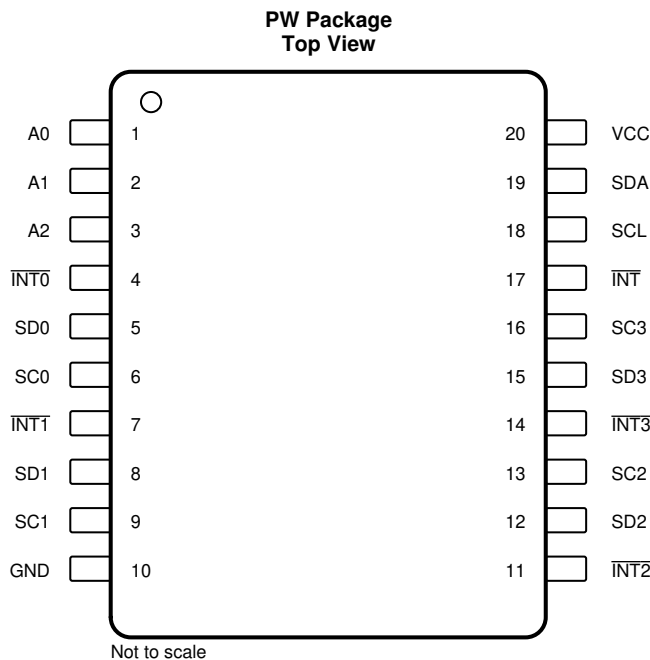 PW Package
Top View
A0 1 20 VCC
A1 2 19 SDA
A2 3 18 SCL
INT0 4 17 INT
SD0 5 16 SC3
SC0 6 15 SD3
INT1 7 14 INT3
SD1 8 13 SC2
SC1 9 12 SD2
GND 10 11 INT2
Not to scale